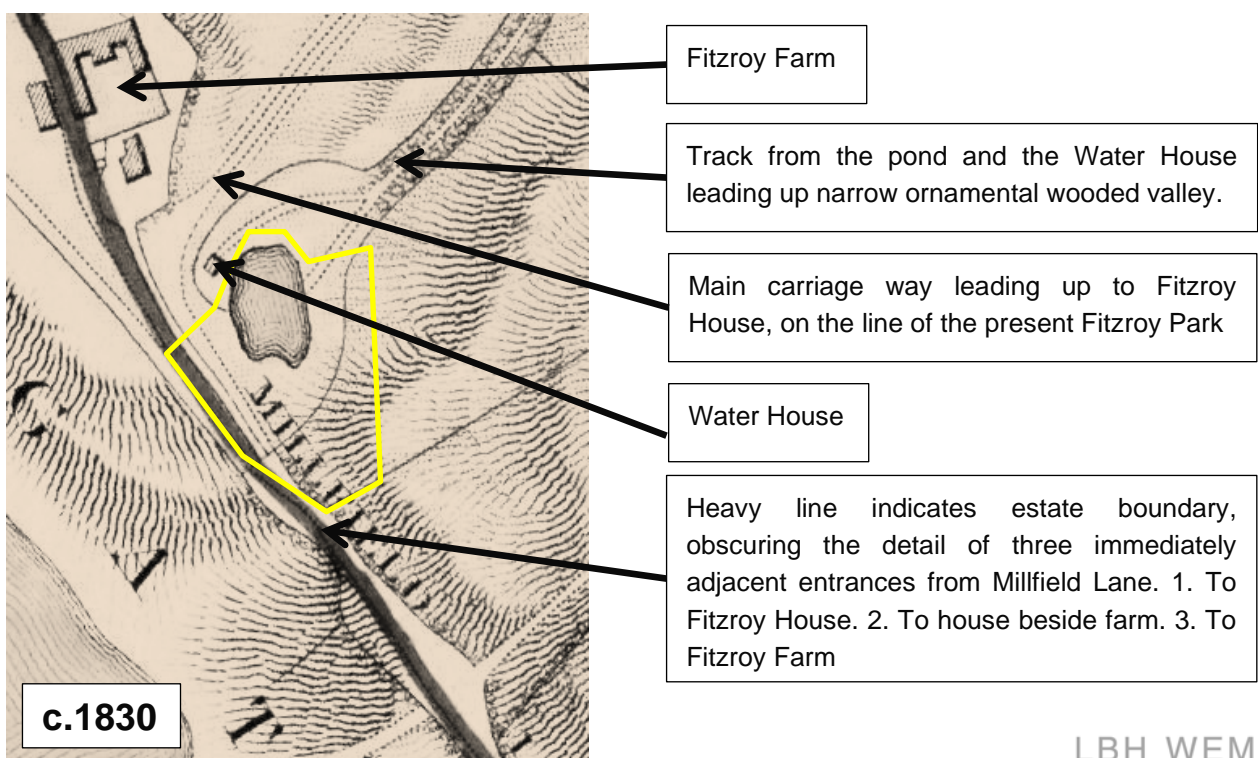 Fitzroy Farm
Track from the pond and the Water House
leading up narrow ornamental wooded valley.
Main carriage way leading up to Fitzroy
House, on the line of the present Fitzroy Park
Water House
Heavy line indicates estate boundary,
obscuring the detail of three immediately
adjacent entrances from Millfield Lane. 1. To
Fitzroy House. 2. To house beside farm. 3. To
Fitzroy Farm
c.1830
LBH WEM